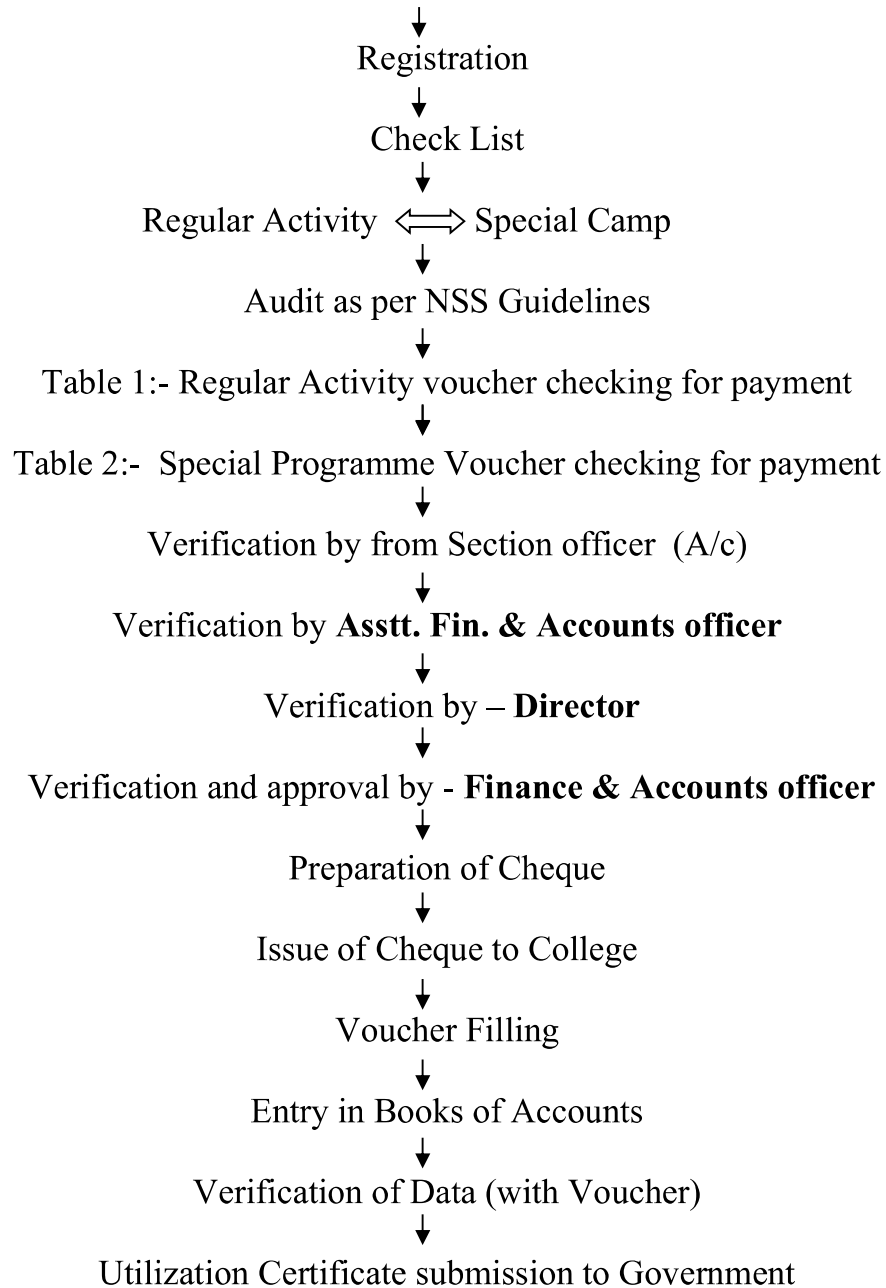 Registration
Check List
Regular Activity Special Camp
Audit as per NSS Guidelines
Table 1:- Regular Activity voucher checking for payment
Table 2:- Special Programme Voucher checking for payment
Verification by from Section officer (A/c)
Verification by Asstt. Fin. & Accounts officer
Verification by – Director
Verification and approval by - Finance & Accounts officer
Preparation of Cheque
Issue of Cheque to College
Voucher Filling
Entry in Books of Accounts
Verification of Data (with Voucher)
Utilization Certificate submission to Government